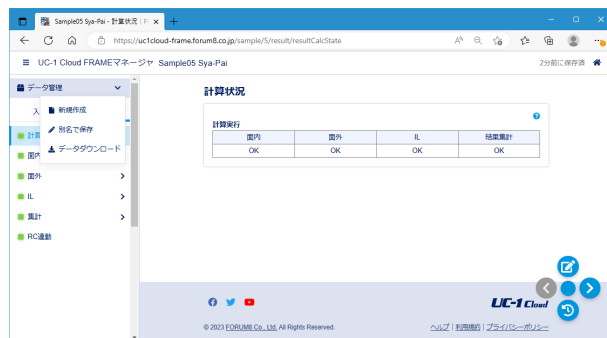 Sample05 Sya-Pai - 計算状況 | F
https://uc1cloud-frame.forum8.co.jp/sample/5/result/resultCalcState
UC-1 Cloud FRAMEマネージャ Sample05 Sya-Pai
2分前に保存済
データ管理
入
新規作成
別名で保存
データダウンロード
計算
面内
面外
IL
集計
RC連動
計算状況
計算実行
面内 面外 IL 結果集計
OK OK OK OK
UC-1 Cloud
© 2023 FORUM8 Co., Ltd. All Rights Reserved.
ヘルプ | 利用規約 | プライバシーポリシー